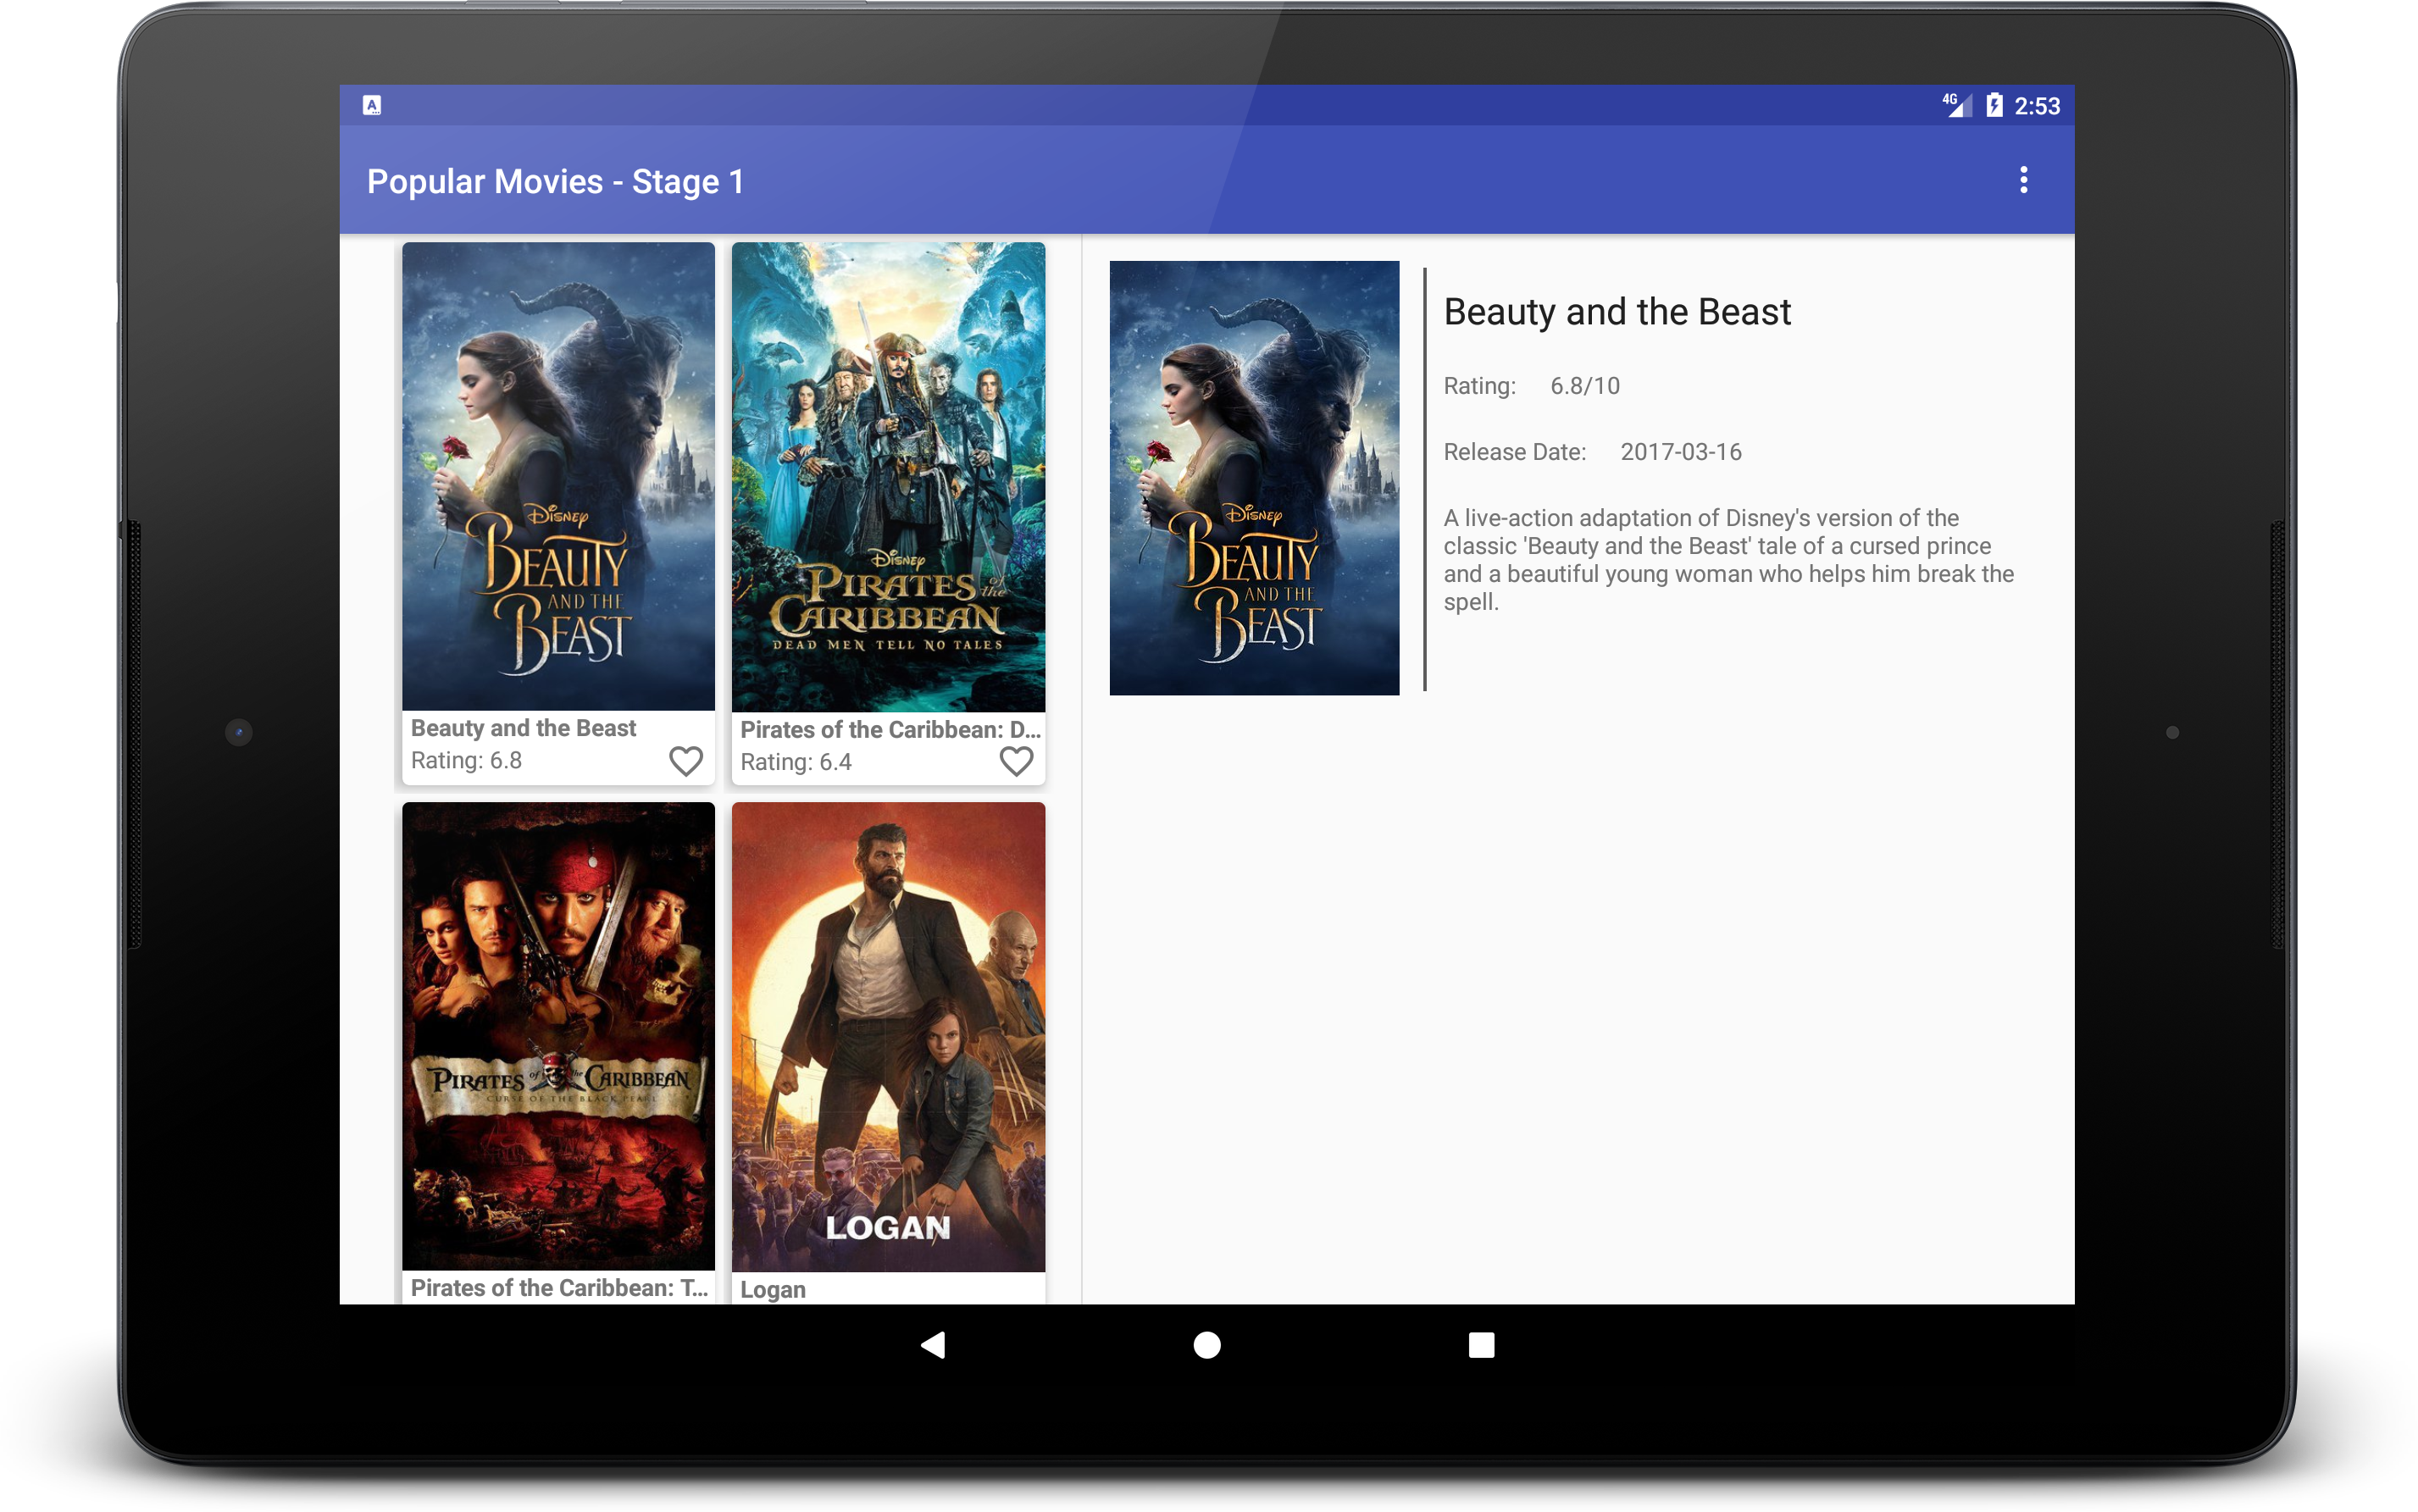 A
4G
2:53
Popular Movies - Stage 1
Disney
BEAUTY
AND THE
BEAST
Beauty and the Beast
Rating: 6.8
Disney
PIRATES of the
CARIBBEAN
DEAD MEN TELL NO TALES
Pirates of the Caribbean: D...
Rating: 6.4
PIRATES of the CARIBBEAN
CURSE OF THE BLACK PEARL
Pirates of the Caribbean: T...
LOGAN
Logan
Disney
BEAUTY
AND THE
BEAST
Beauty and the Beast
Rating: 6.8/10
Release Date: 2017-03-16
A live-action adaptation of Disney's version of the
classic 'Beauty and the Beast' tale of a cursed prince
and a beautiful young woman who helps him break the
spell.